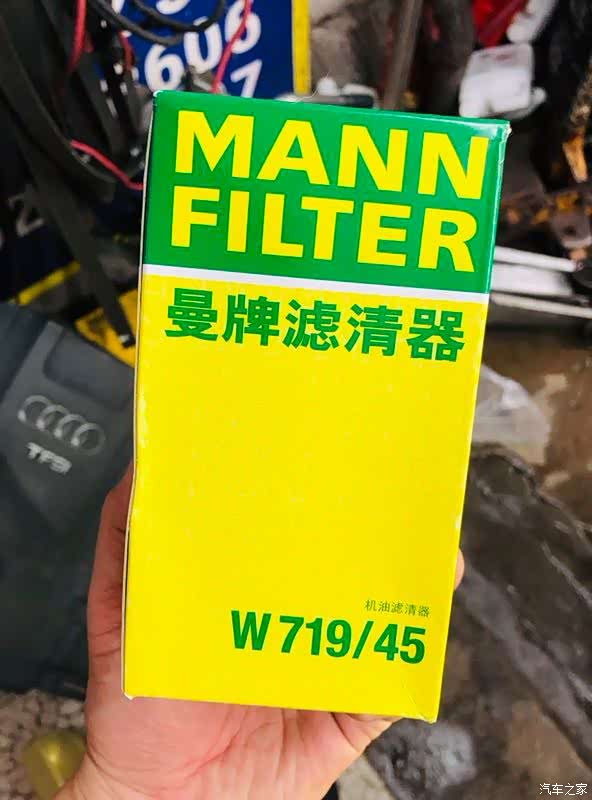 606
MANN
FILTER
曼牌滤清器
TFSI
机油滤清器
W 719/45
汽车之家